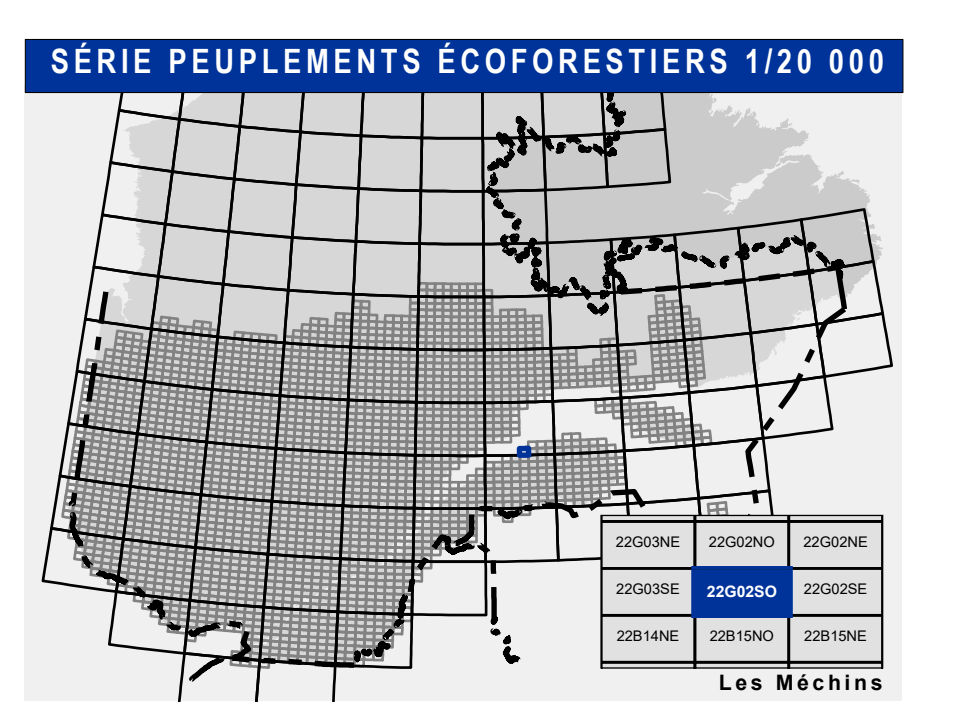 SÉRIE PEUPLEMENTS ÉCOFORESTIERS 1/20 000
22G03NE 22G02NO 22G02NE
22G03SE 22G02SO 22G02SE
22B14NE 22B15NO 22B15NE
Les Méchins